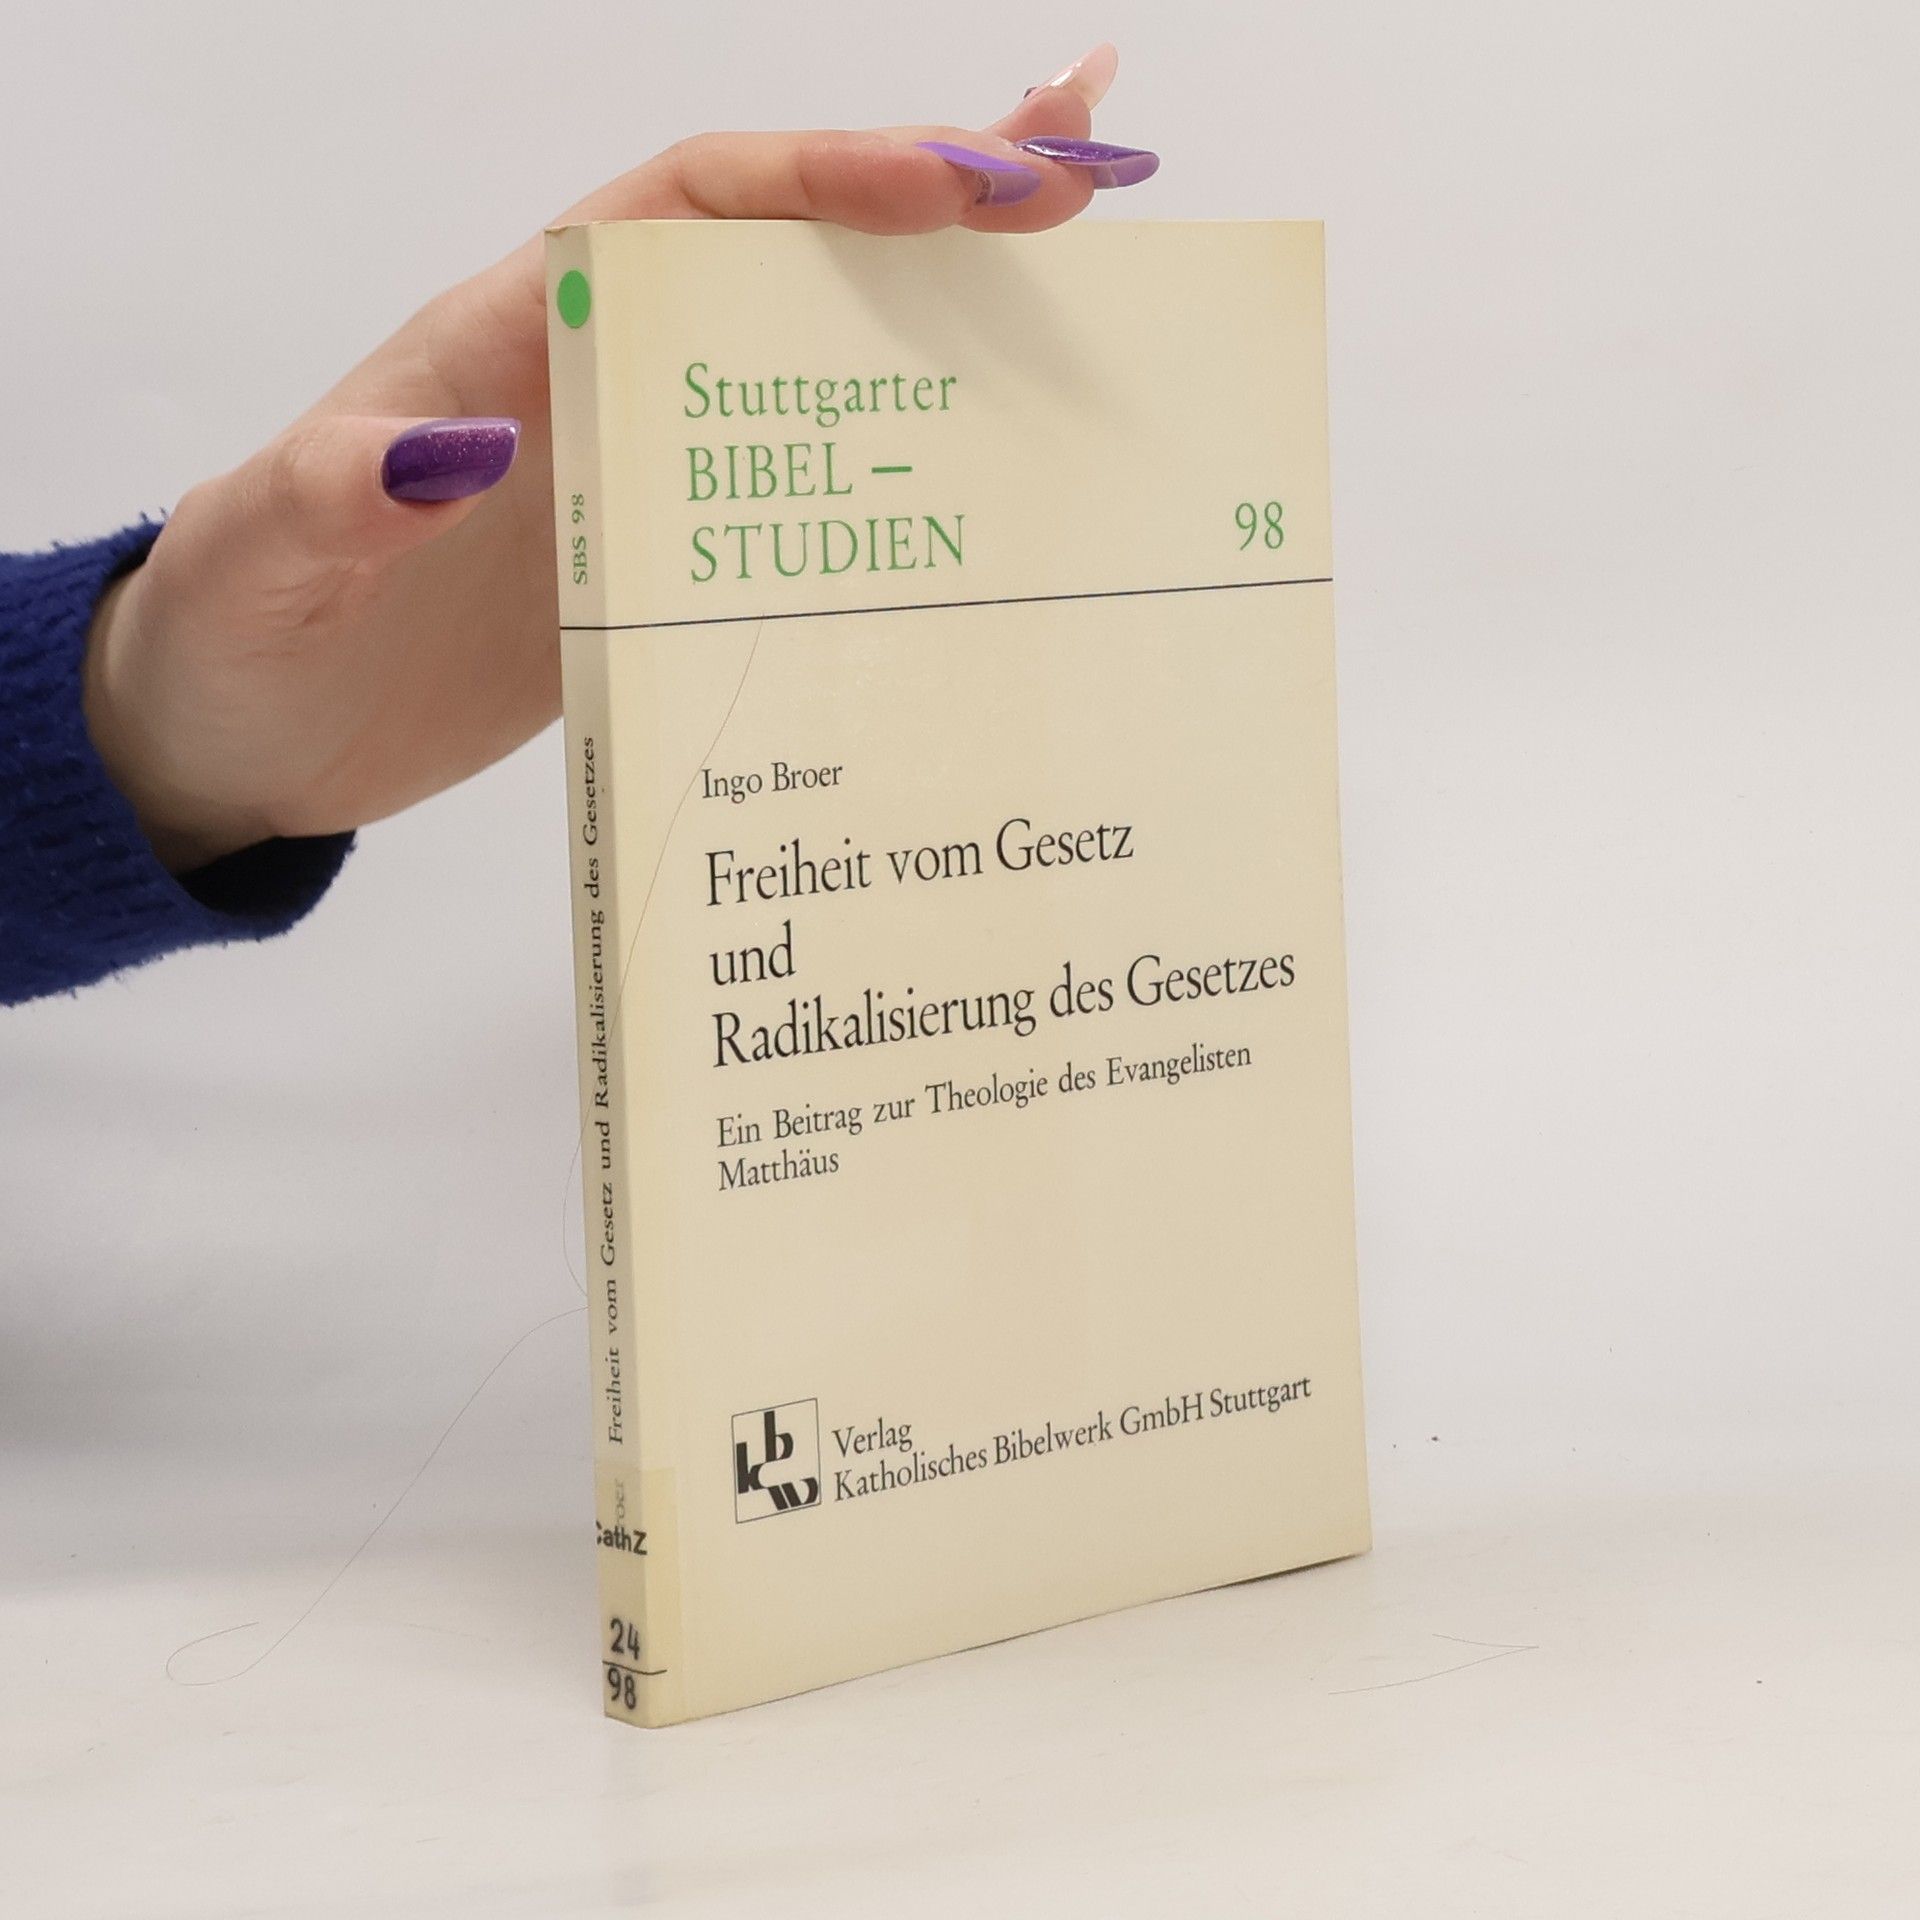 Stuttgarter
BIBEL –
STUDIEN
98
Ingo Broer
Freiheit vom Gesetz
und
Radikalisierung des Gesetzes
Ein Beitrag zur Theologie des Evangelisten
Matthäus
kbw
Verlag
Katholisches Bibelwerk GmbH Stuttgart
SBS 98
Freiheit vom Gesetz und Radikalisierung des Gesetzes
24
98